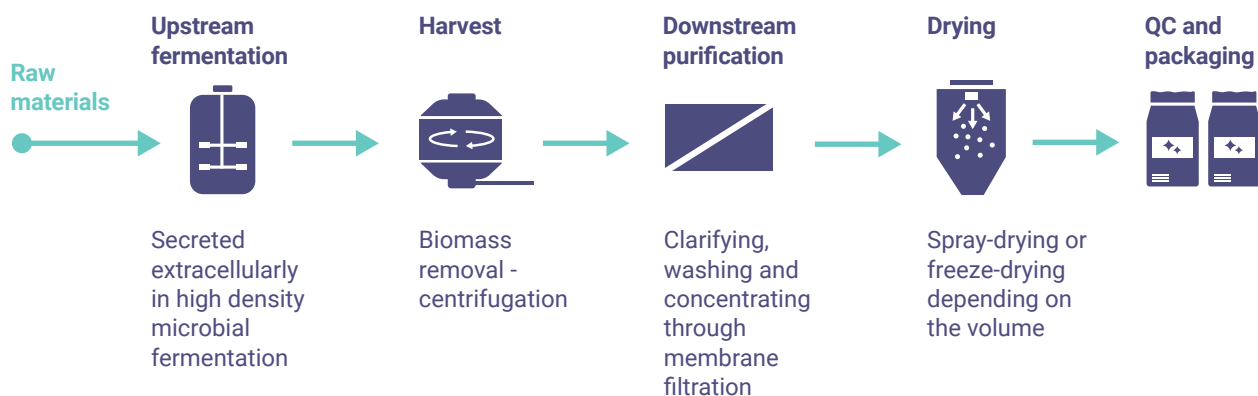 Raw
materials
Upstream
fermentation
Secreted
extracellularly
in high density
microbial
fermentation
Harvest
Biomass
removal -
centrifugation
Downstream
purification
Clarifying,
washing and
concentrating
through
membrane
filtration
Drying
Spray-drying or
freeze-drying
depending on
the volume
QC and
packaging